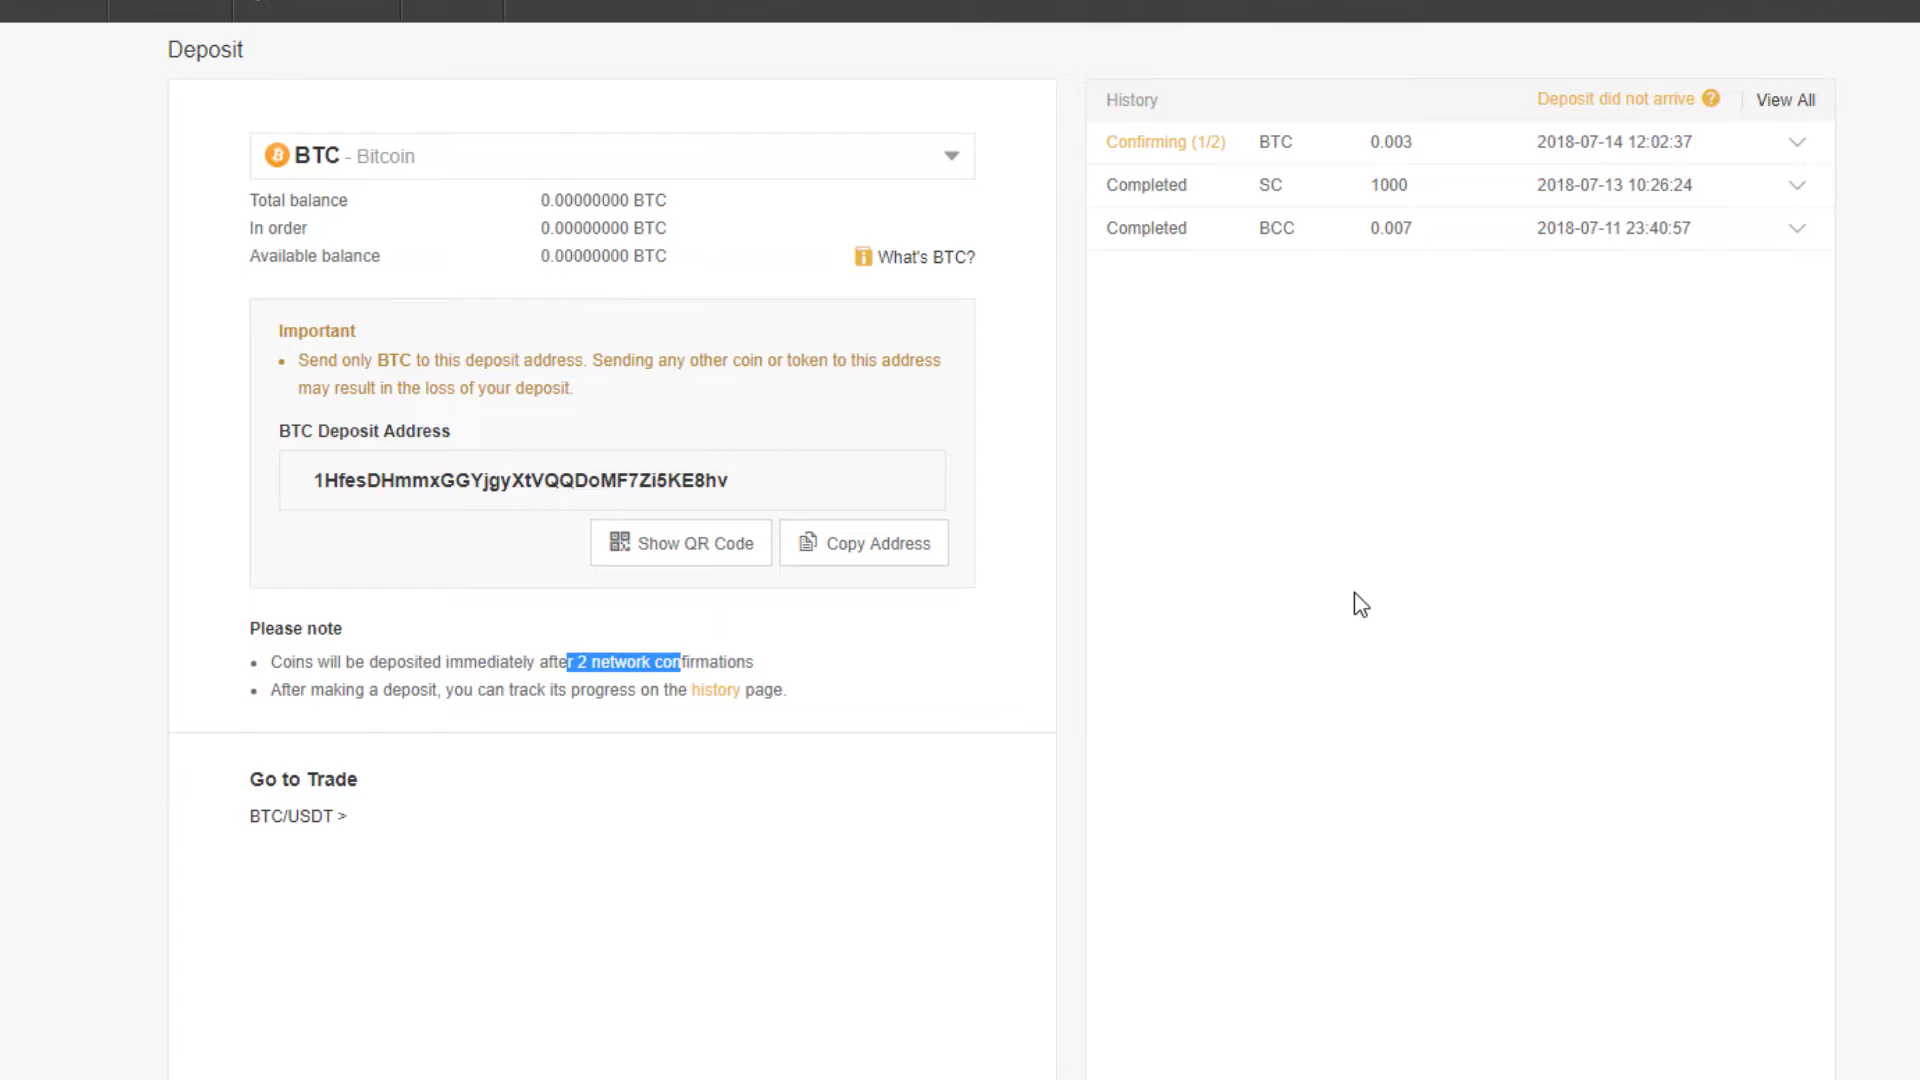 Deposit
BTC - Bitcoin
Total balance 0.00000000 BTC
In order 0.00000000 BTC
Available balance 0.00000000 BTC
What's BTC?
Important
Send only BTC to this deposit address. Sending any other coin or token to this address
may result in the loss of your deposit.
BTC Deposit Address
1HfesDHmmxGGYjgyXtVQQDoMF7Zi5KE8hv
Show QR Code
Copy Address
Please note
Coins will be deposited immediately after 2 network confirmations
After making a deposit, you can track its progress on the history page.
Go to Trade
BTC/USDT >
History Deposit did not arrive ? View All
Confirming (1/2) BTC 0.003 2018-07-14 12:02:37
Completed SC 1000 2018-07-13 10:26:24
Completed BCC 0.007 2018-07-11 23:40:57